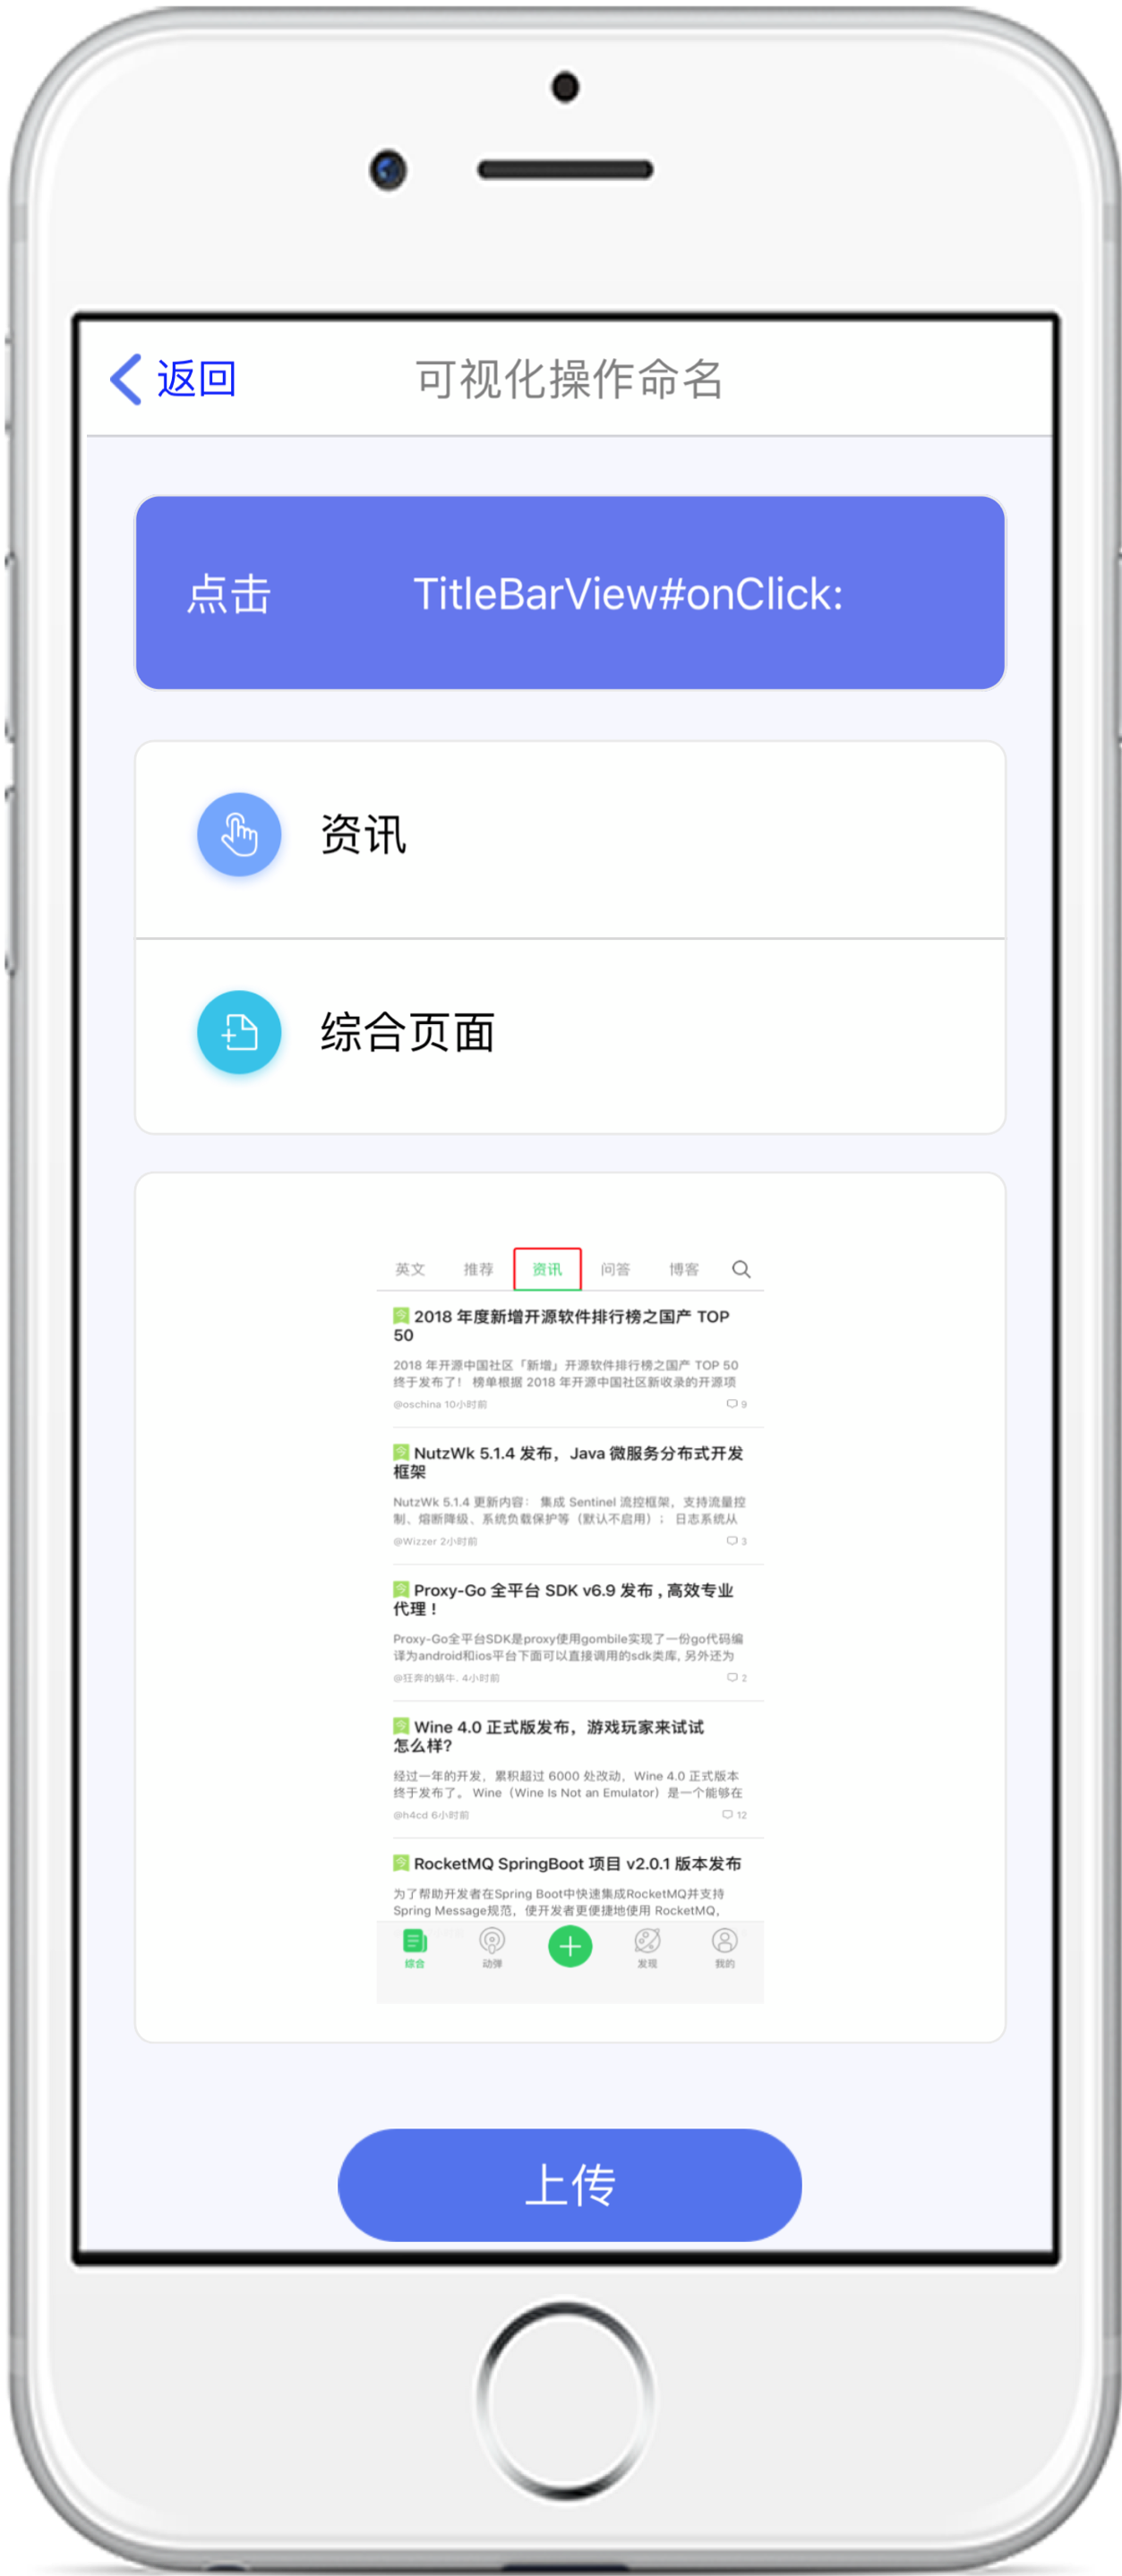 返回 可视化操作命名
点击 TitleBarView#onClick:
资讯
综合页面
英文 推荐 资讯 问答 博客
今 2018 年度新增开源软件排行榜之国产 TOP
50
2018 年开源中国社区「新增」开源软件排行榜之国产 TOP 50
终于发布了! 榜单根据 2018 年开源中国社区新收录的开源项
@oschina 10小时前 9
今 NutzWk 5.1.4 发布，Java 微服务分布式开发
框架
NutzWk 5.1.4 更新内容： 集成 Sentinel 流控框架，支持流量控
制、熔断降级、系统负载保护等（默认不启用）； 日志系统从
@Wizzer 2小时前 3
今 Proxy-Go 全平台 SDK v6.9 发布 , 高效专业
代理！
Proxy-Go全平台SDK是proxy使用gombile实现了一份go代码编
译为android和ios平台下面可以直接调用的sdk类库, 另外还为
@狂奔的蜗牛. 4小时前 2
今 Wine 4.0 正式版发布，游戏玩家来试试
怎么样?
经过一年的开发，累积超过 6000 处改动，Wine 4.0 正式版本
终于发布了。 Wine（Wine Is Not an Emulator）是一个能够在
@h4cd 6小时前 12
今 RocketMQ SpringBoot 项目 v2.0.1 版本发布
为了帮助开发者在Spring Boot中快速集成RocketMQ并支持
Spring Message规范，使开发者更便捷地使用 RocketMQ，
综合 动弹 发现 我的
上传